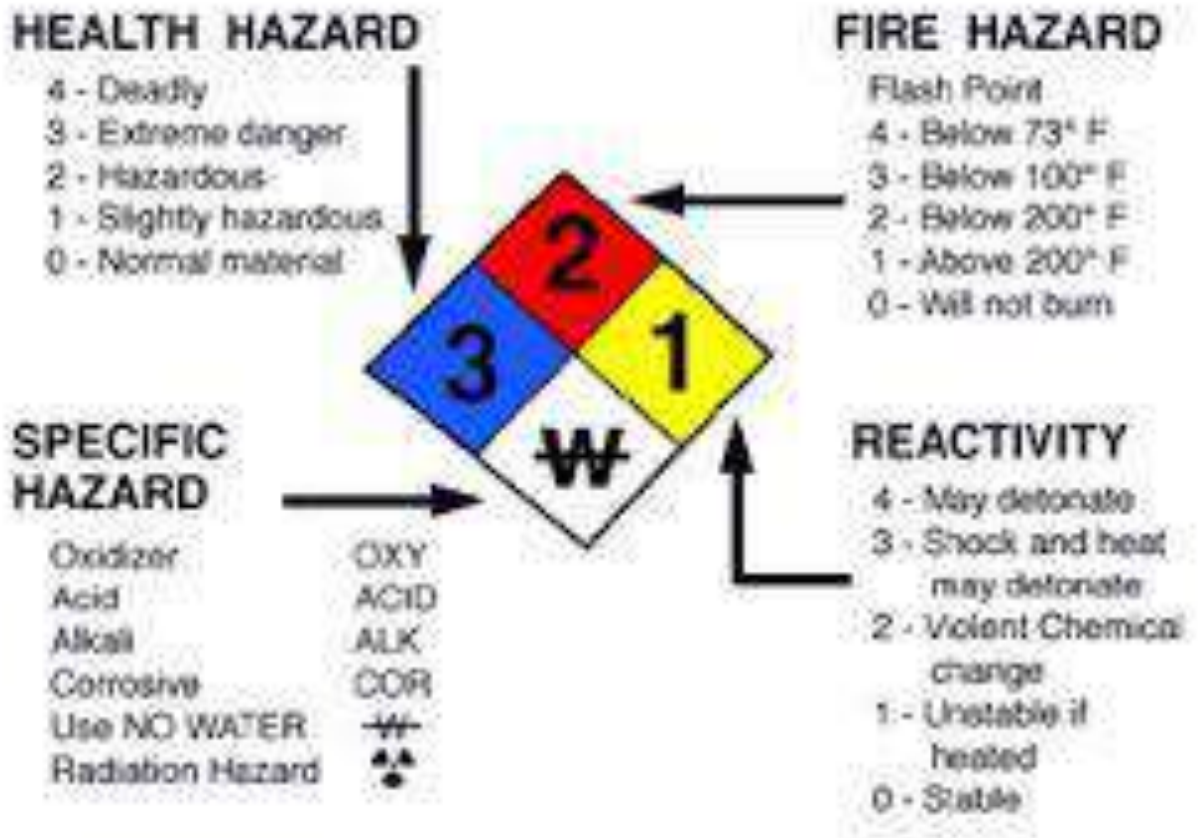 HEALTH HAZARD
4 - Deadly
3 - Extreme danger
2 - Hazardous
1 - Slightly hazardous
0 - Normal material
FIRE HAZARD
Flash Point
4 - Below 73° F
3 - Below 100° F
2 - Below 200° F
1 - Above 200° F
0 - Will not burn
2
3
1
W
SPECIFIC
HAZARD
Oxidizer OXY
Acid ACID
Alkali ALK
Corrosive COR
Use NO WATER W
Radiation Hazard
REACTIVITY
4 - May detonate
3 - Shock and heat
may detonate
2 - Violent Chemical
change
1 - Unstable if
heated
0 - Stable